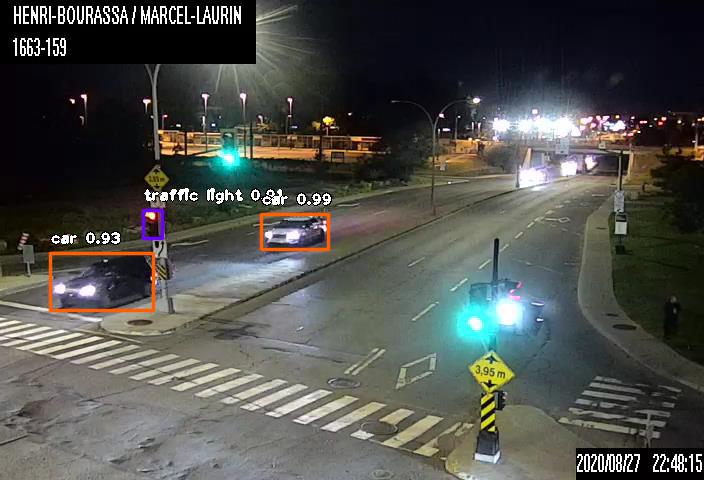 HENRI-BOURASSA / MARCEL-LAURIN
1663-159
traffic light 0.91
car 0.99
car 0.93
3,95 m
2020/08/27 22:48:15